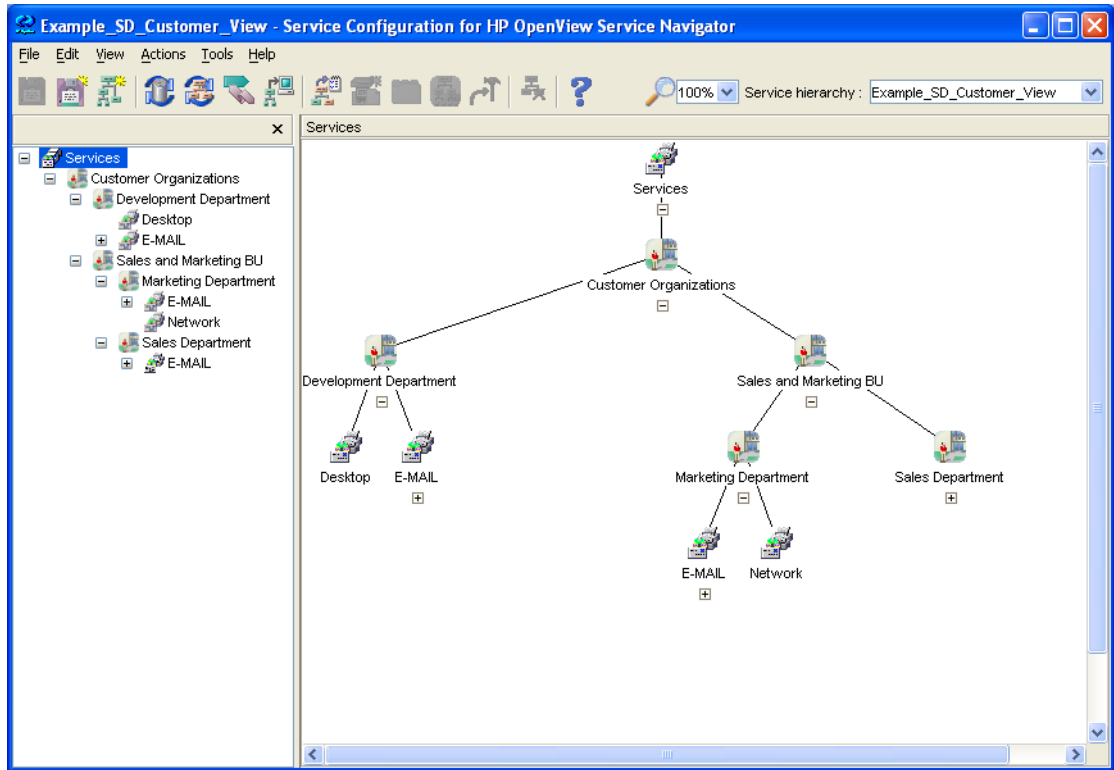 Example_SD_Customer_View - Service Configuration for HP OpenView Service Navigator
File Edit View Actions Tools Help
100% Service hierarchy : Example_SD_Customer_View
Services
Customer Organizations
Development Department
Desktop
E-MAIL
Sales and Marketing BU
Marketing Department
E-MAIL
Network
Sales Department
E-MAIL
Services
Services
Customer Organizations
Development Department
Sales and Marketing BU
Desktop
E-MAIL
Marketing Department
Sales Department
E-MAIL
Network